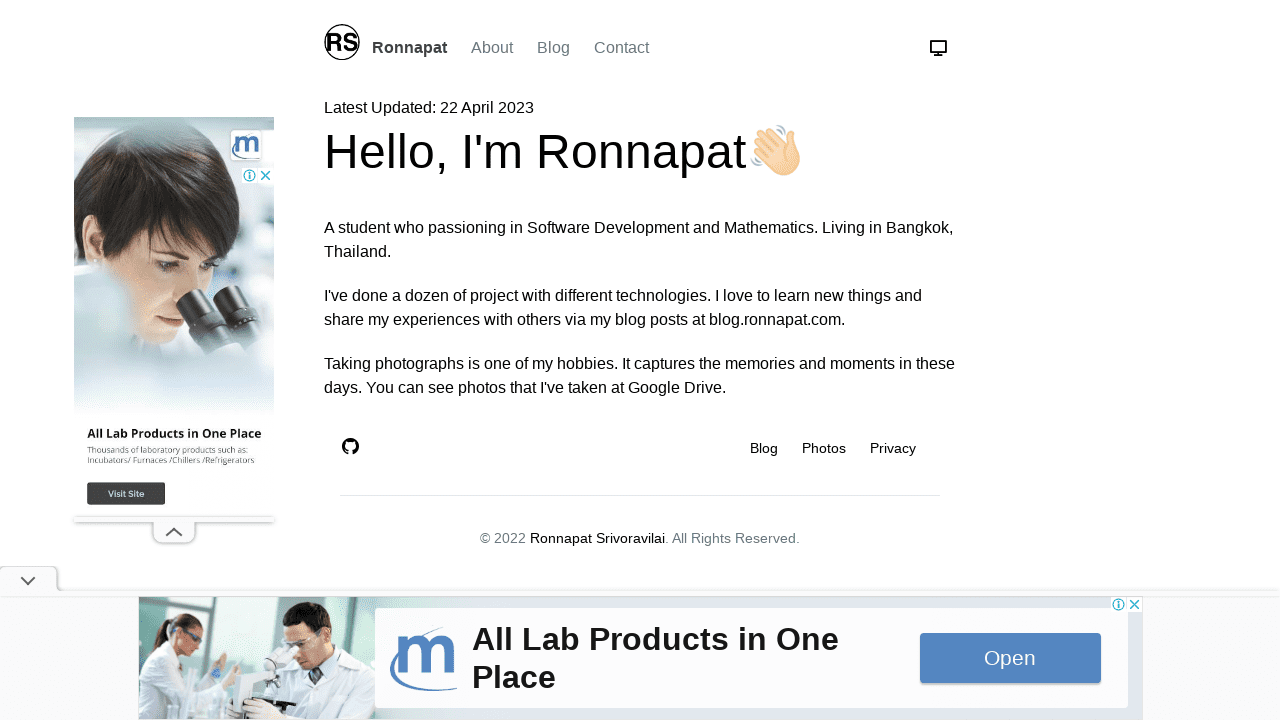 RS
Ronnapat About Blog Contact
Latest Updated: 22 April 2023
Hello, I'm Ronnapat
A student who passioning in Software Development and Mathematics. Living in Bangkok,
Thailand.
I've done a dozen of project with different technologies. I love to learn new things and
share my experiences with others via my blog posts at blog.ronnapat.com.
Taking photographs is one of my hobbies. It captures the memories and moments in these
days. You can see photos that I've taken at Google Drive.
m
All Lab Products in One Place
Thousands of laboratory products such as:
Incubators/ Furnaces /Chillers /Refrigerators
Visit Site
Blog Photos Privacy
© 2022 Ronnapat Srivoravilai. All Rights Reserved.
m
All Lab Products in One
Place
Open